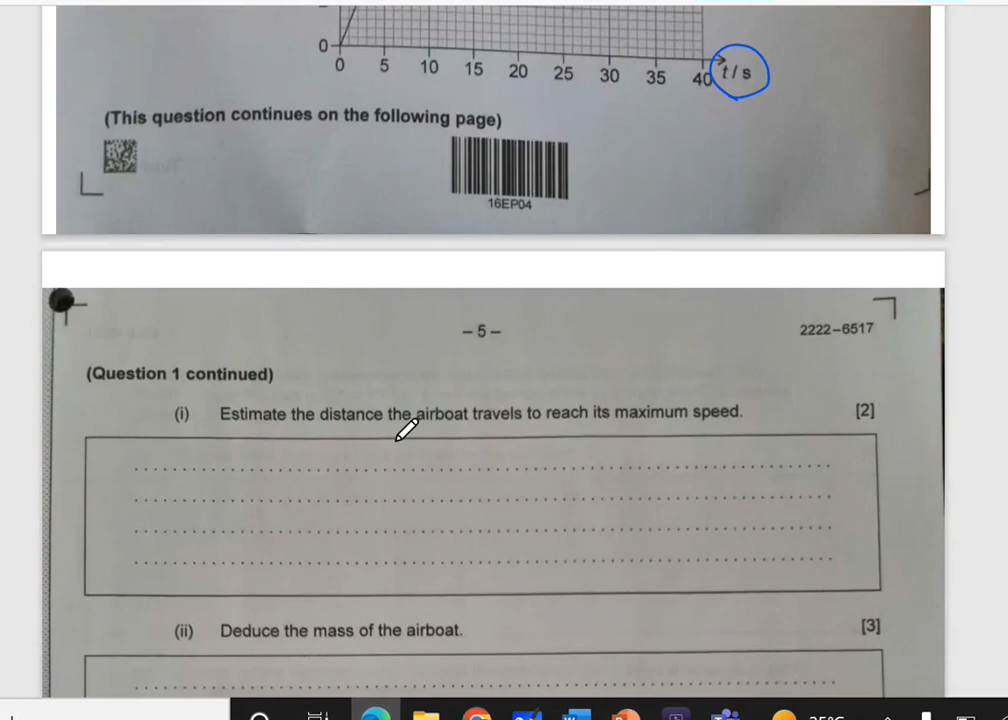 0
0 5 10 15 20 25 30 35 40 t / s
(This question continues on the following page)
16EP04
– 5 –
2222–6517
(Question 1 continued)
(i) Estimate the distance the airboat travels to reach its maximum speed. [2]
(ii) Deduce the mass of the airboat. [3]